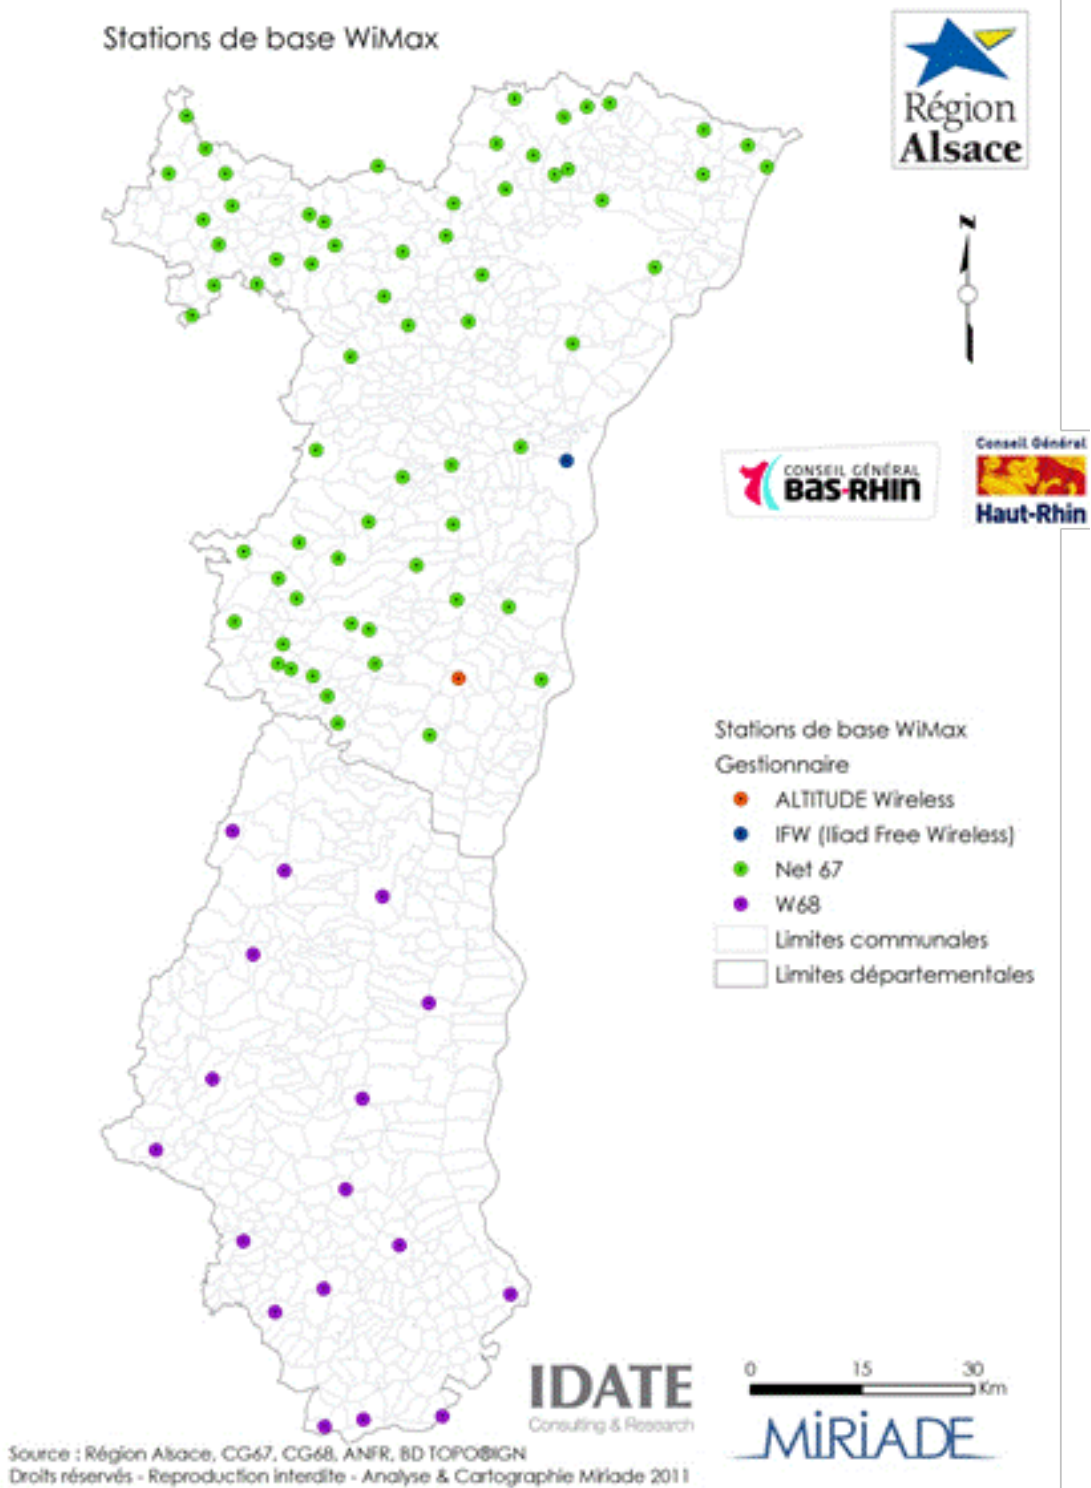 Stations de base WiMax
Région
Alsace
N
CONSEIL GÉNÉRAL
BAS-RHIN
Conseil Général
Haut-Rhin
Stations de base WiMax
Gestionnaire
ALTITUDE Wireless
IFW (Iliad Free Wireless)
Net 67
W68
Limites communales
Limites départementales
IDATE
Consulting & Research
0 15 30
Km
MiRiADE
Source : Région Alsace, CG67, CG68, ANFR, BD TOPO®IGN
Droits réservés - Reproduction interdite - Analyse & Cartographie Miriade 2011